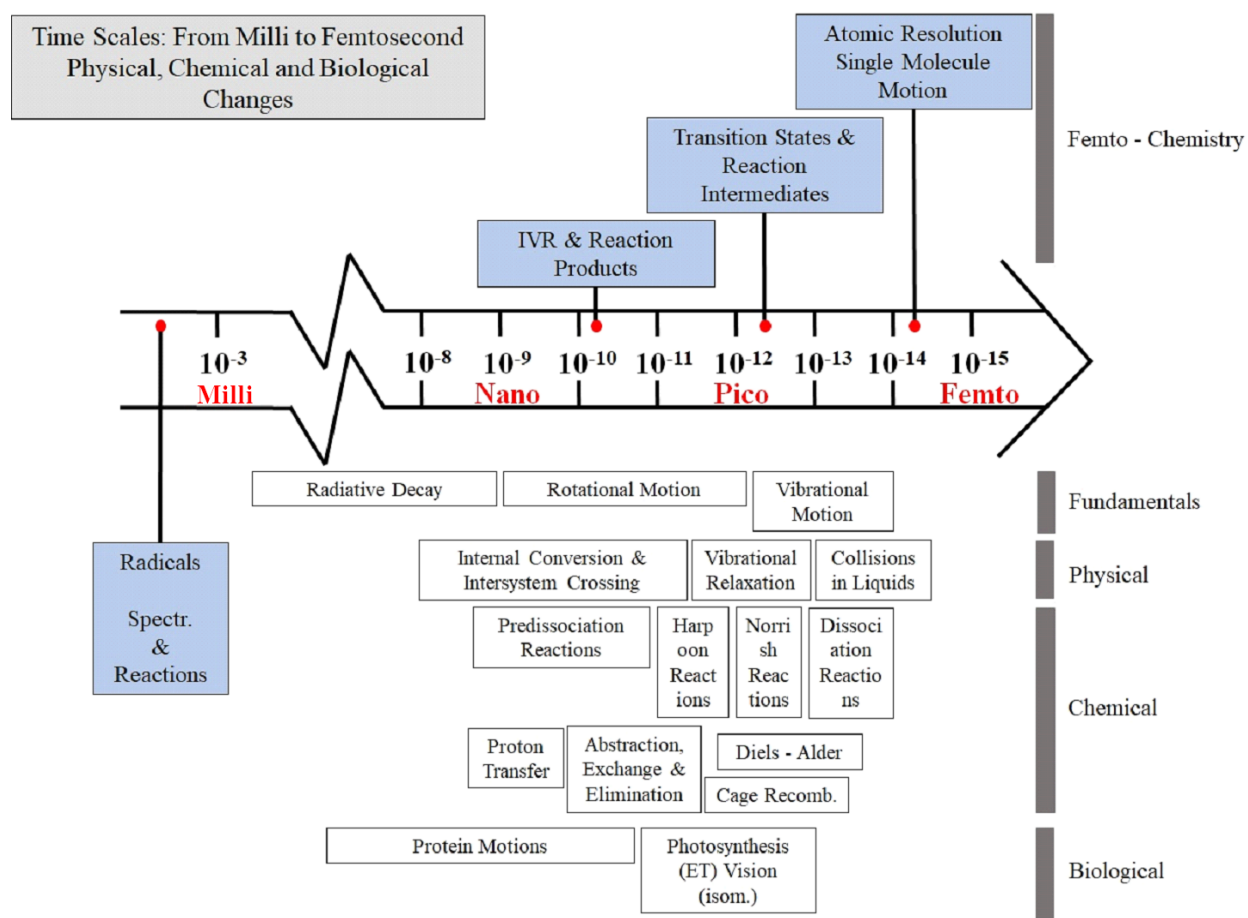 Time Scales: From Milli to Femtosecond
Physical, Chemical and Biological
Changes
Atomic Resolution
Single Molecule
Motion
Femto - Chemistry
Transition States &
Reaction
Intermediates
IVR & Reaction
Products
10⁻³
10⁻⁸
10⁻⁹
10⁻¹⁰
10⁻¹¹
10⁻¹²
10⁻¹³
10⁻¹⁴
10⁻¹⁵
Milli
Nano
Pico
Femto
Radicals
Spectr.
&
Reactions
Radiative Decay
Rotational Motion
Vibrational
Motion
Fundamentals
Internal Conversion &
Intersystem Crossing
Vibrational
Relaxation
Collisions
in Liquids
Physical
Predissociation
Reactions
Harp
oon
React
ions
Norri
sh
Reac
tions
Dissoci
ation
Reactio
ns
Chemical
Proton
Transfer
Abstraction,
Exchange &
Elimination
Diels - Alder
Cage Recomb.
Protein Motions
Photosynthesis
(ET) Vision
(isom.)
Biological